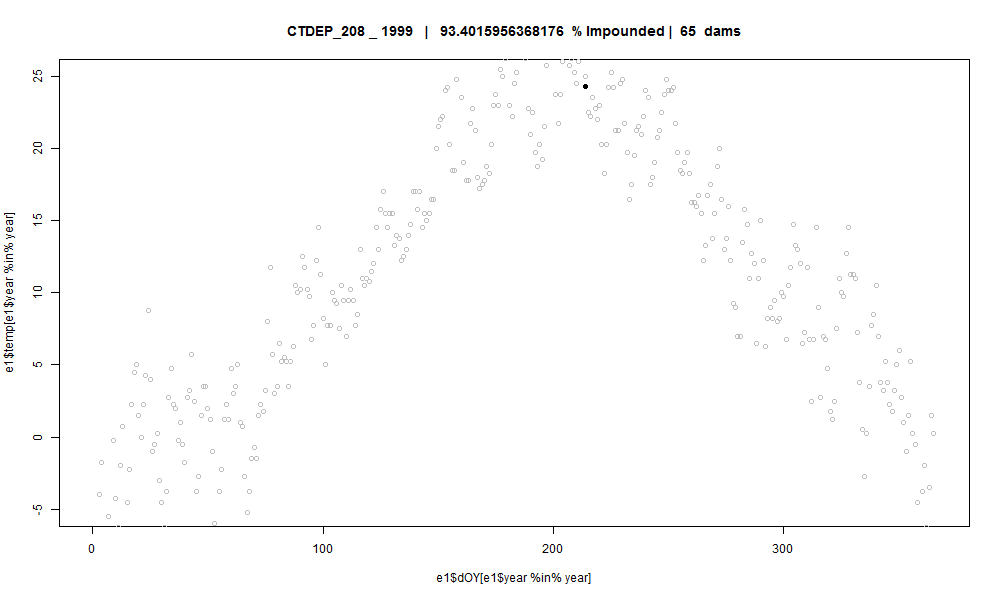 CTDEP_208 _ 1999 | 93.4015956368176 % Impounded | 65 dams
e1$temp[e1$year %in% year]
25
20
15
10
5
0
-5
0 100 200 300
e1$dOY[e1$year %in% year]